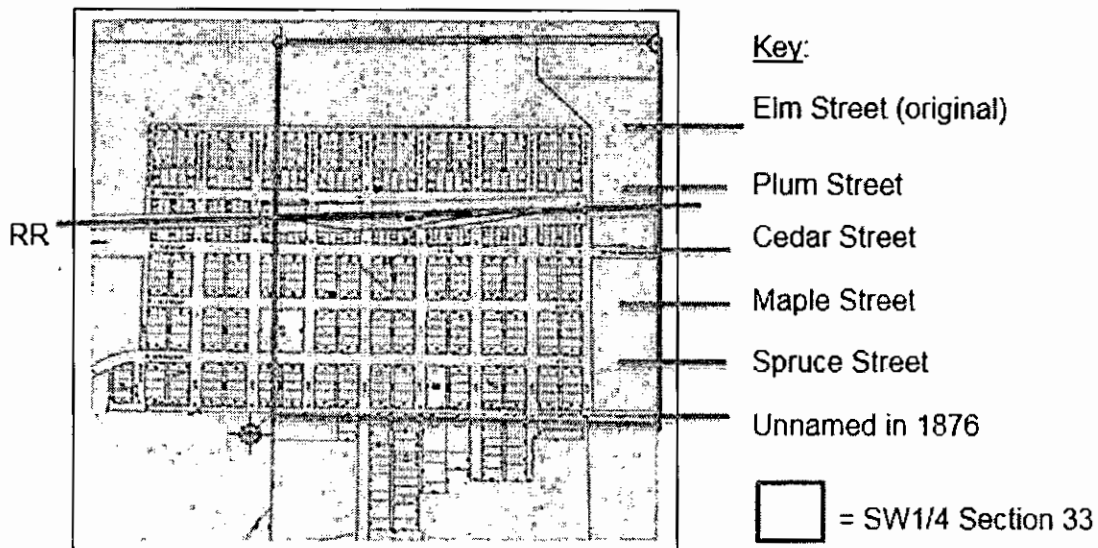 Key:
Elm Street (original)
Plum Street
RR
Cedar Street
Maple Street
Spruce Street
Unnamed in 1876
= SW1/4 Section 33